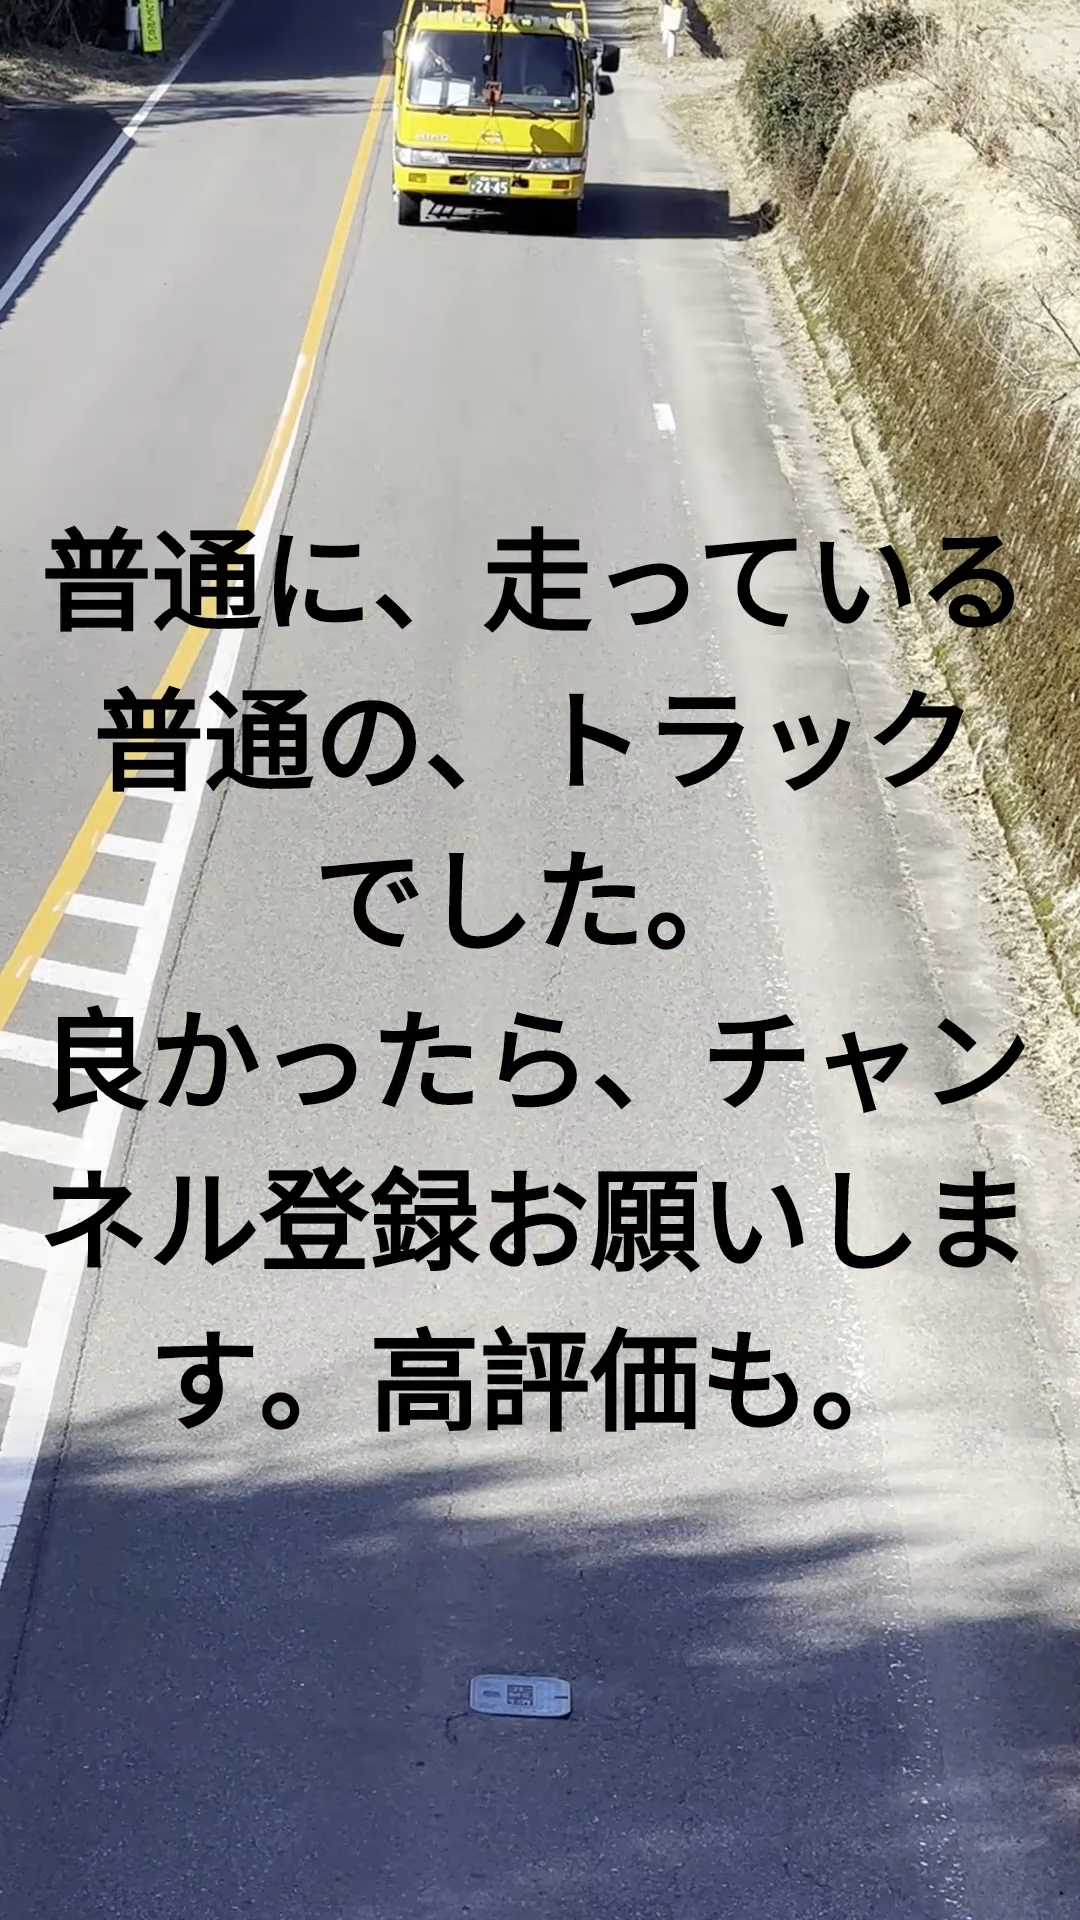 24-45
普通に、走っている
普通の、トラック
でした。
良かったら、チャン
ネル登録お願いしま
す。高評価も。